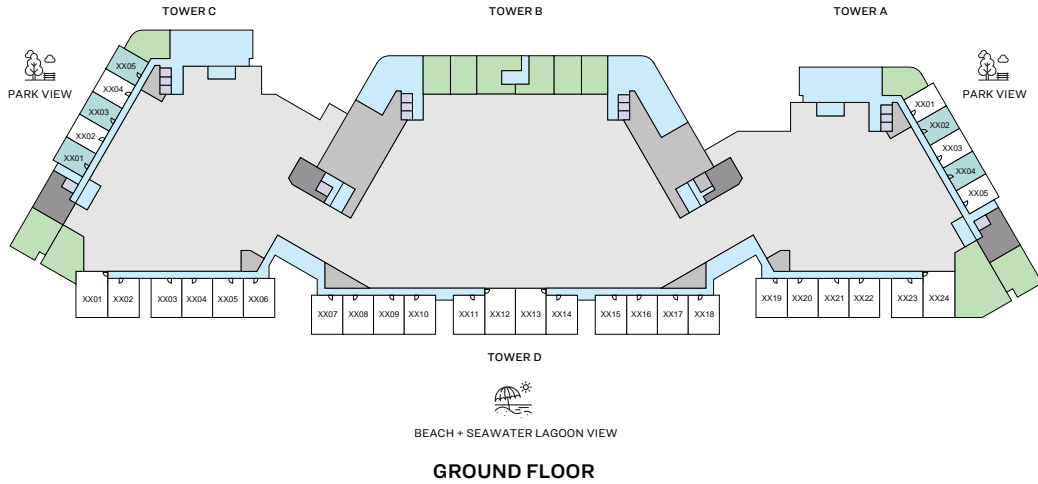 TOWER C
TOWER B
TOWER A
PARK VIEW
PARK VIEW
XX05
XX04
XX03
XX02
XX01
XX01
XX02
XX03
XX04
XX05
XX01
XX02
XX03
XX04
XX05
XX06
XX07
XX08
XX09
XX10
XX11
XX12
XX13
XX14
XX15
XX16
XX17
XX18
XX19
XX20
XX21
XX22
XX23
XX24
TOWER D
BEACH + SEAWATER LAGOON VIEW
GROUND FLOOR